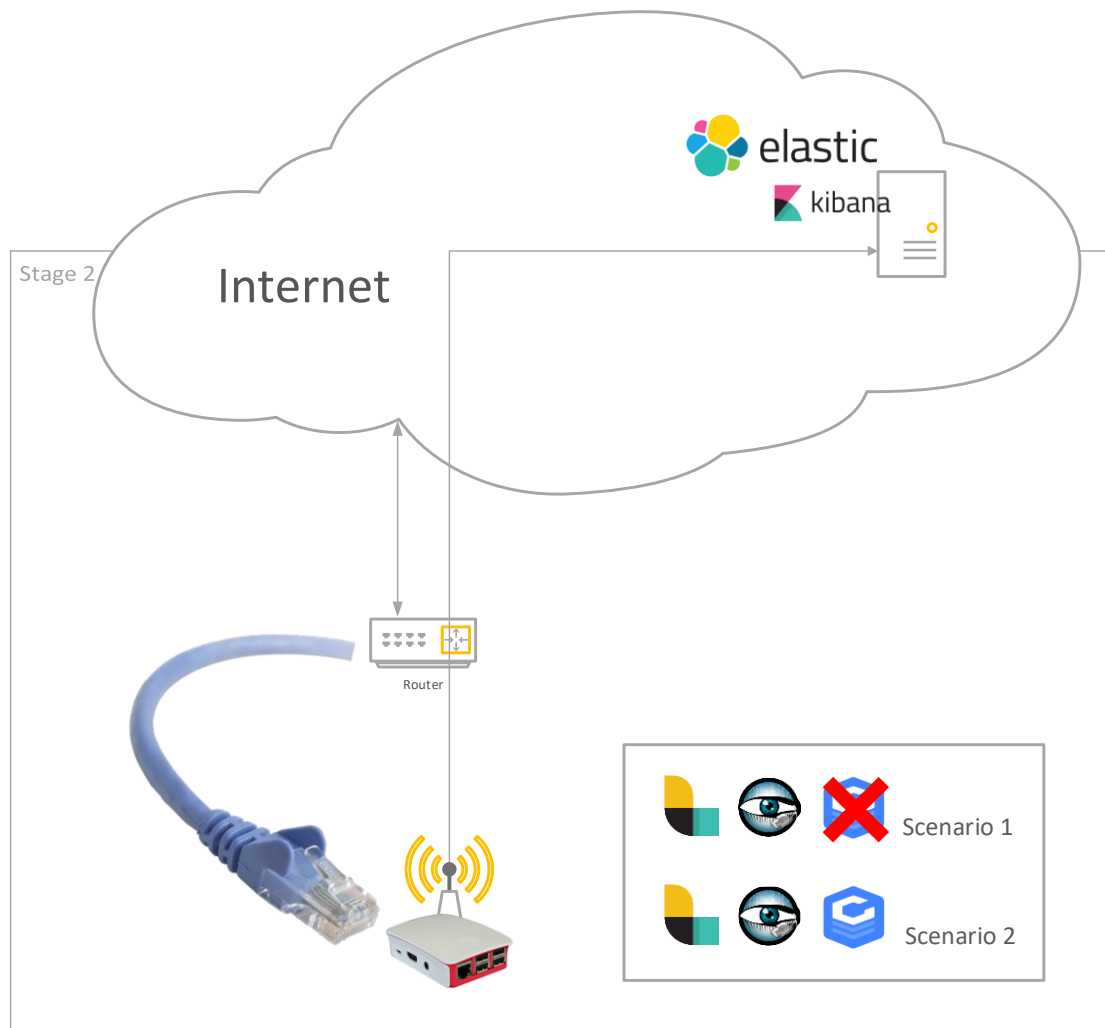 elastic
kibana
Stage 2
Internet
Router
Scenario 1
Scenario 2